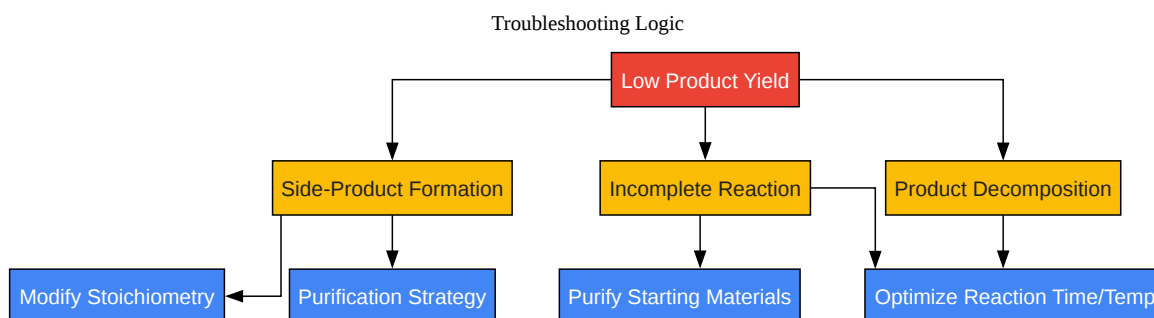 Troubleshooting Logic
Low Product Yield
Side-Product Formation
Incomplete Reaction
Product Decomposition
Modify Stoichiometry
Purification Strategy
Purify Starting Materials
Optimize Reaction Time/Temp